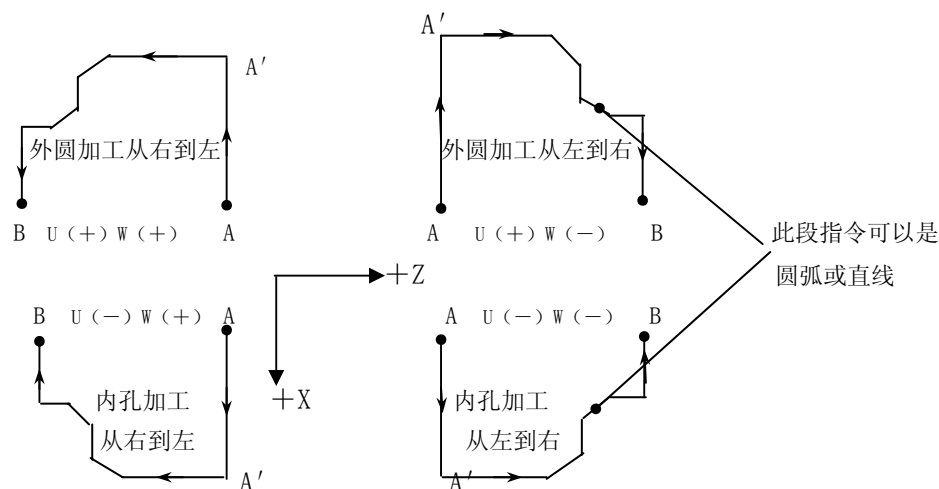 A′
A′
外圆加工从右到左
外圆加工从左到右
B U（＋）W（＋） A
A U（＋）W（－） B
此段指令可以是
圆弧或直线
＋Z
B U（－）W（＋） A
A U（－）W（－） B
＋X
内孔加工
从右到左
A′
内孔加工
从左到右
A′